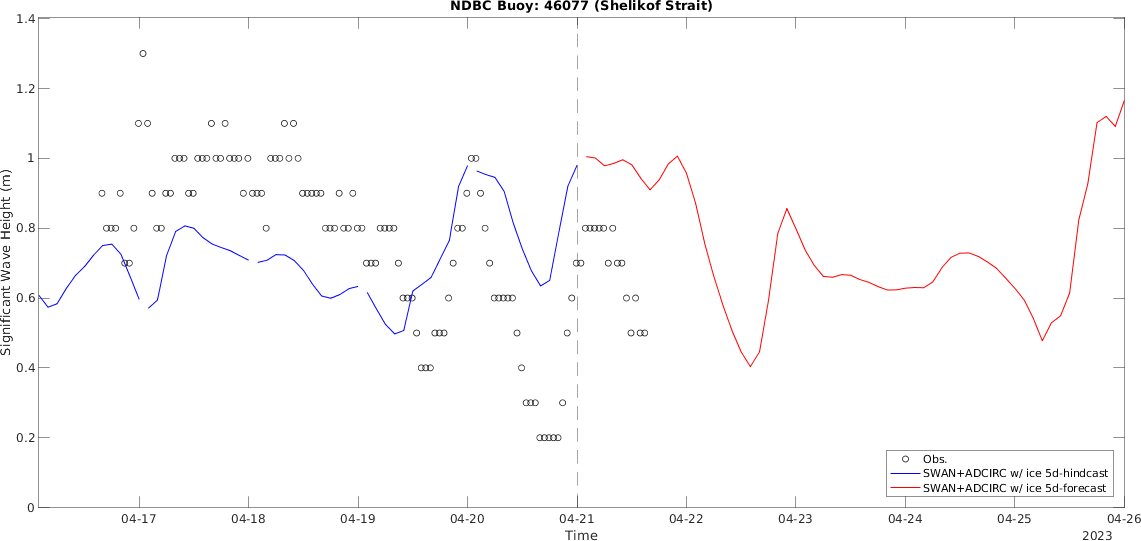 NDBC Buoy: 46077 (Shelikof Strait)
1.4
1.2
1
0.8
0.6
0.4
0.2
0
Significant Wave Height (m)
Obs.
SWAN+ADCIRC w/ ice 5d-hindcast
SWAN+ADCIRC w/ ice 5d-forecast
04-17 04-18 04-19 04-20 04-21 04-22 04-23 04-24 04-25 04-26
Time
2023